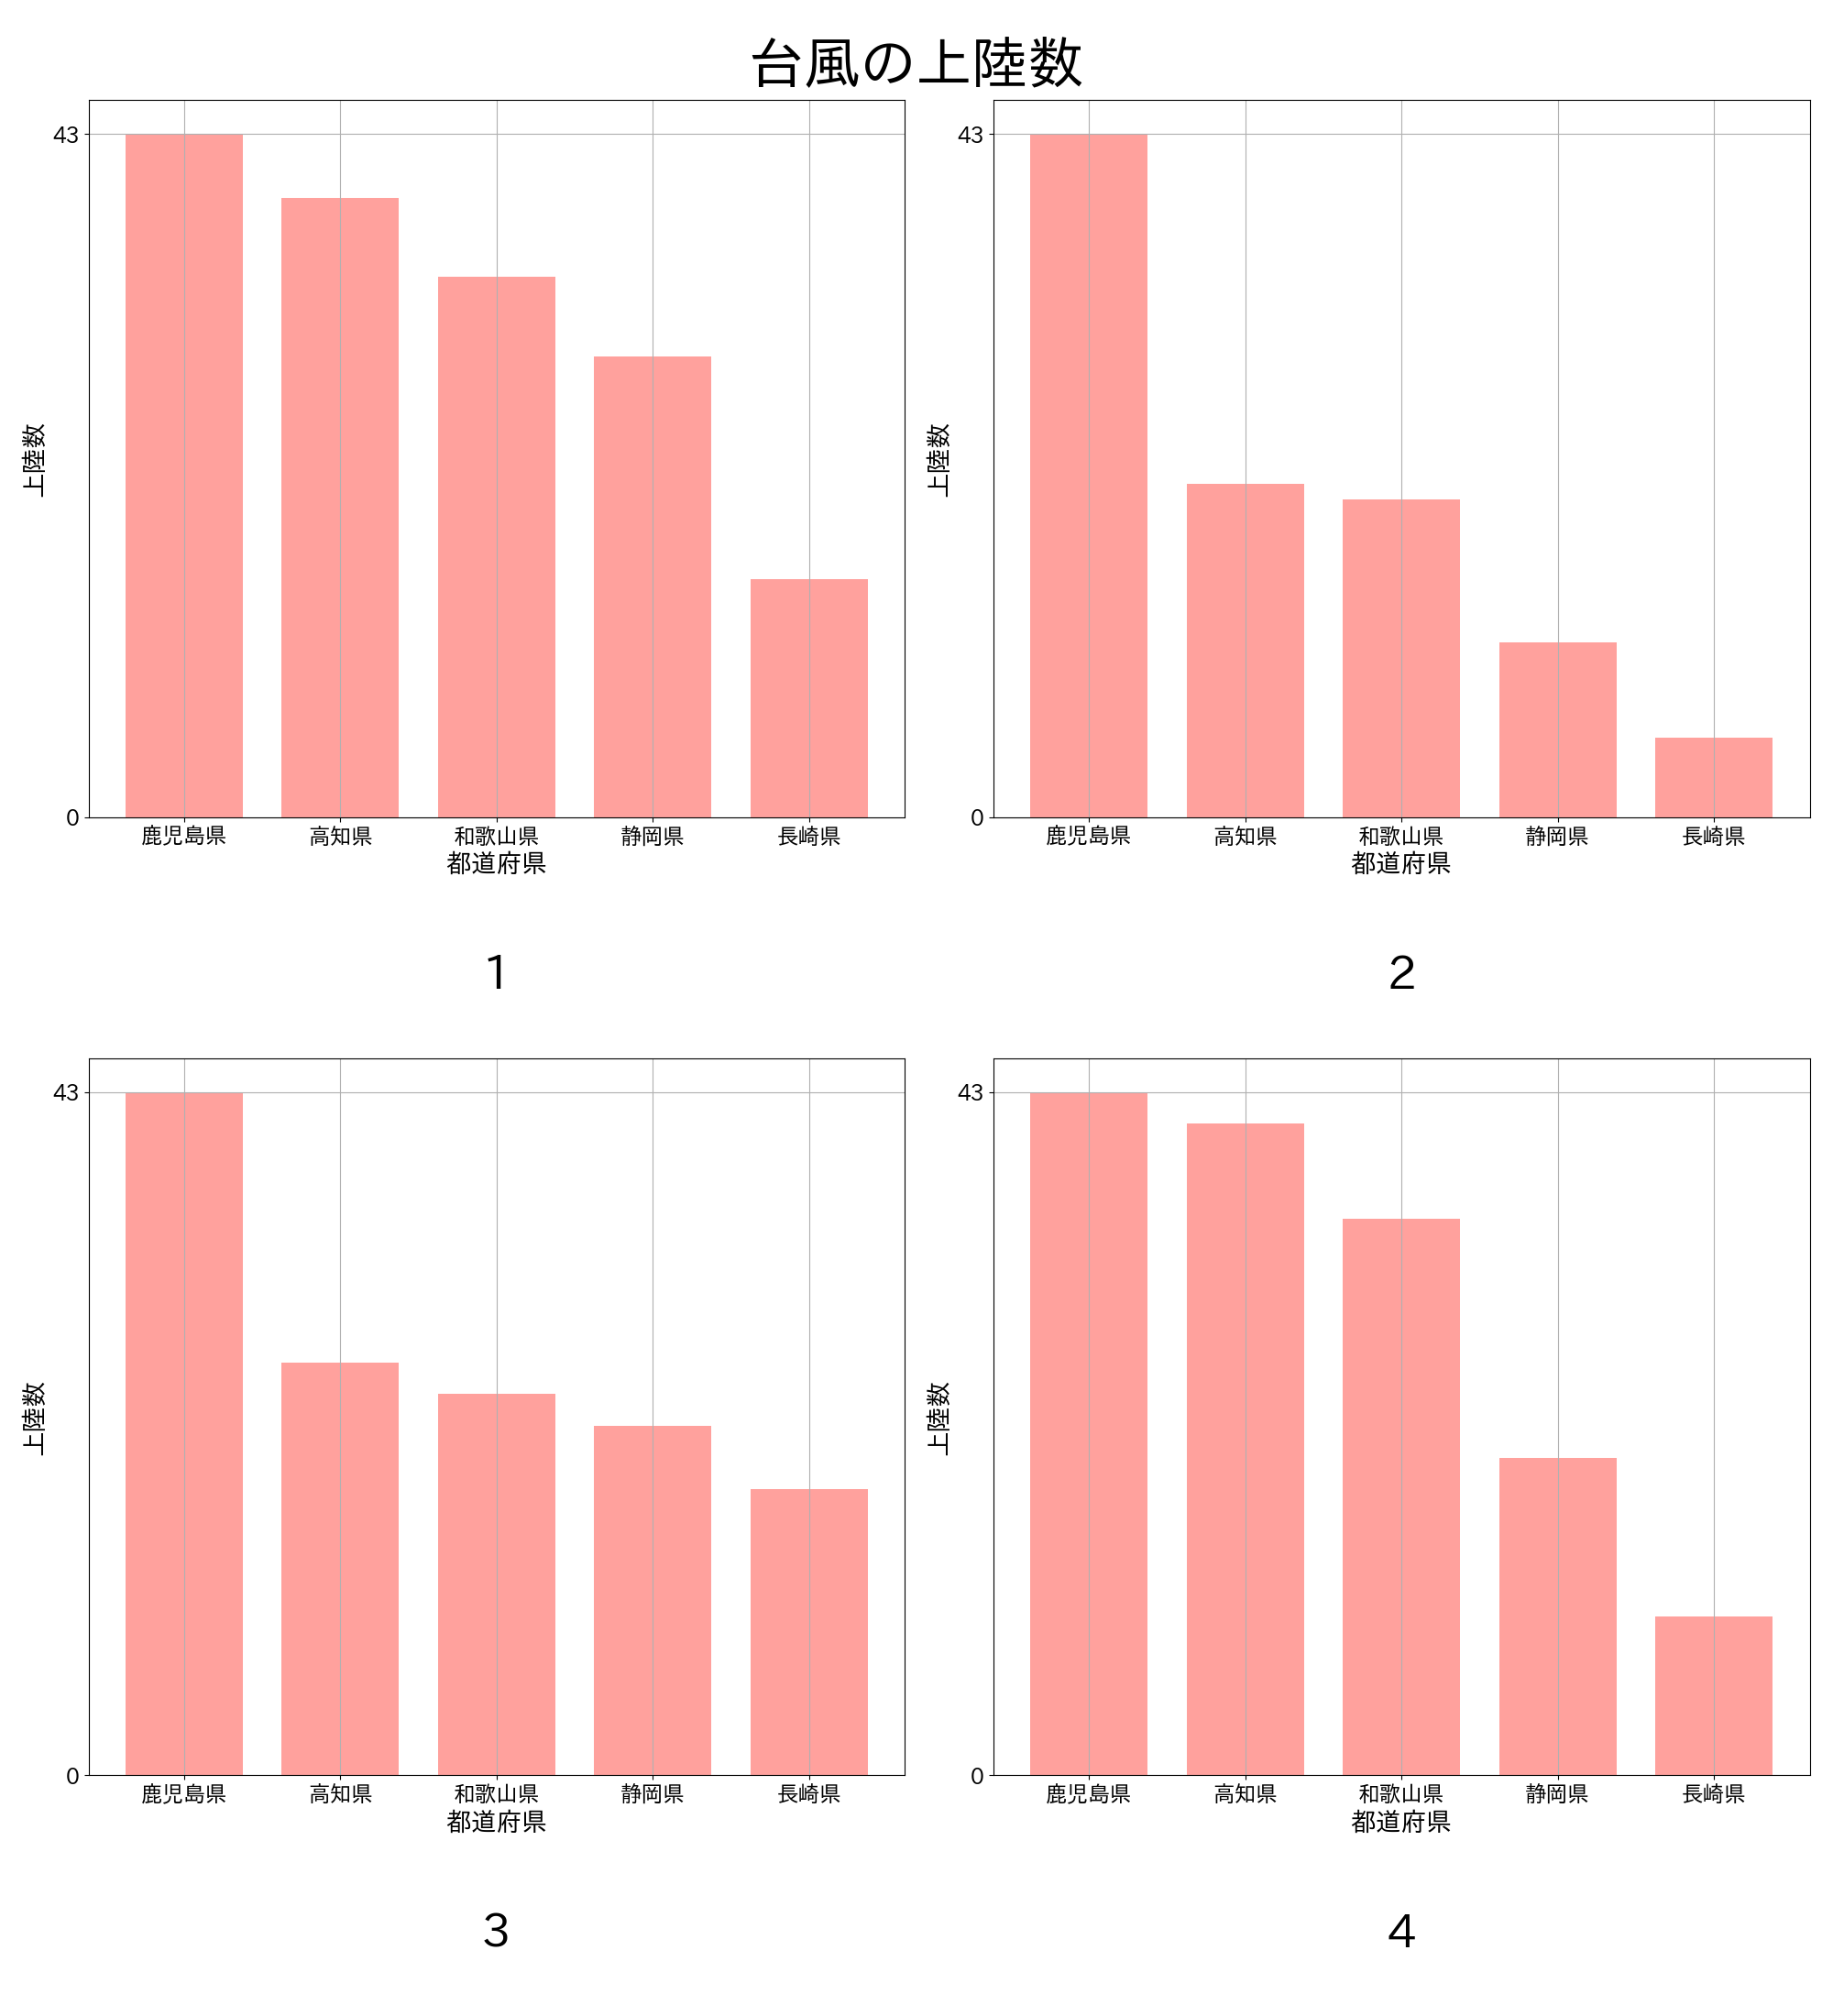 台風の上陸数
43
上陸数
0
鹿児島県 高知県 和歌山県 静岡県 長崎県
都道府県
1
43
上陸数
0
鹿児島県 高知県 和歌山県 静岡県 長崎県
都道府県
2
43
上陸数
0
鹿児島県 高知県 和歌山県 静岡県 長崎県
都道府県
3
43
上陸数
0
鹿児島県 高知県 和歌山県 静岡県 長崎県
都道府県
4